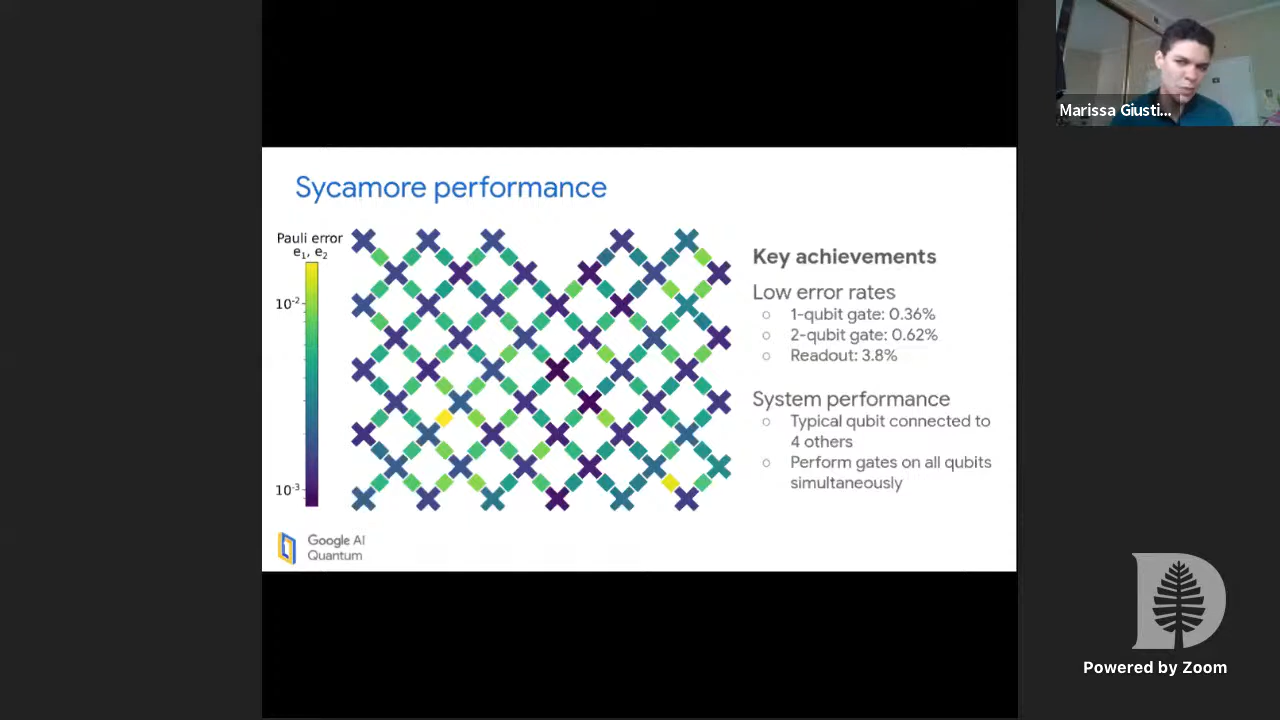 Marissa Giusti...
Sycamore performance
Pauli error
e₁, e₂
10⁻²
10⁻³
Key achievements
Low error rates
○ 1-qubit gate: 0.36%
○ 2-qubit gate: 0.62%
○ Readout: 3.8%
System performance
○ Typical qubit connected to
4 others
○ Perform gates on all qubits
simultaneously
Google AI
Quantum
D
Powered by Zoom